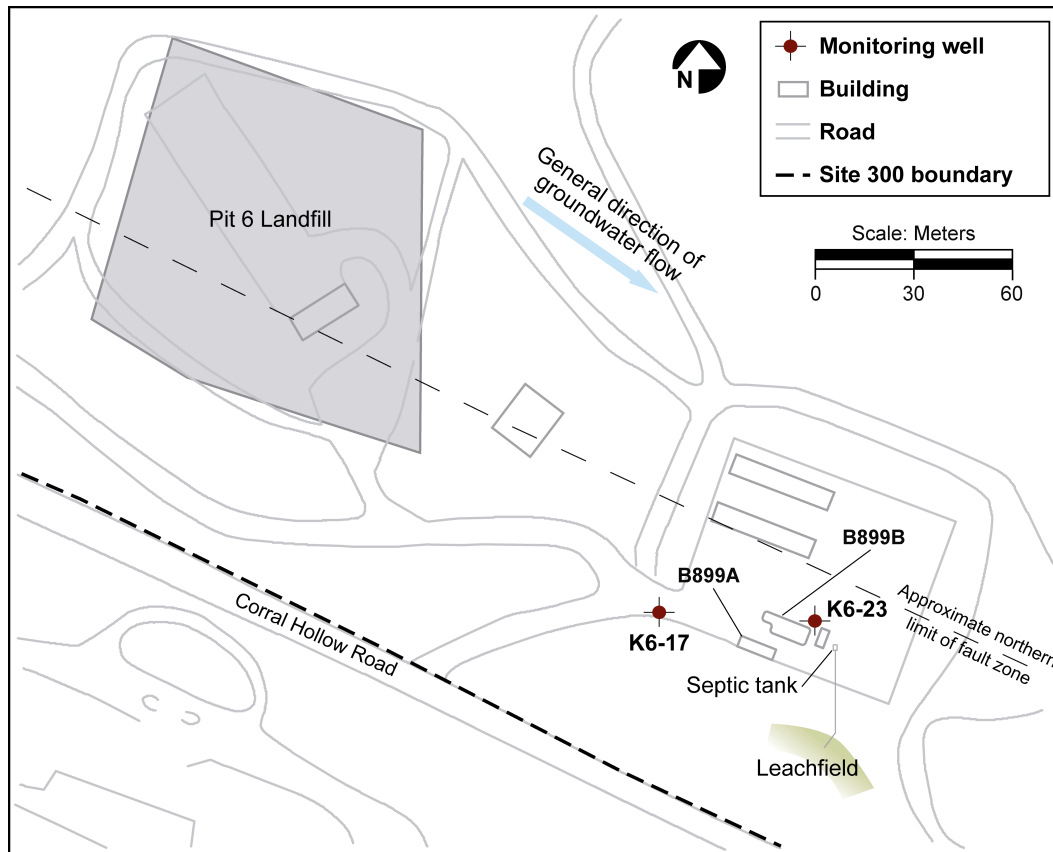 Monitoring well
Building
Road
Site 300 boundary
N
Scale: Meters
0 30 60
General direction of
groundwater flow
Pit 6 Landfill
B899B
B899A
K6-23
K6-17
Approximate northern
limit of fault zone
Septic tank
Leachfield
Corral Hollow Road